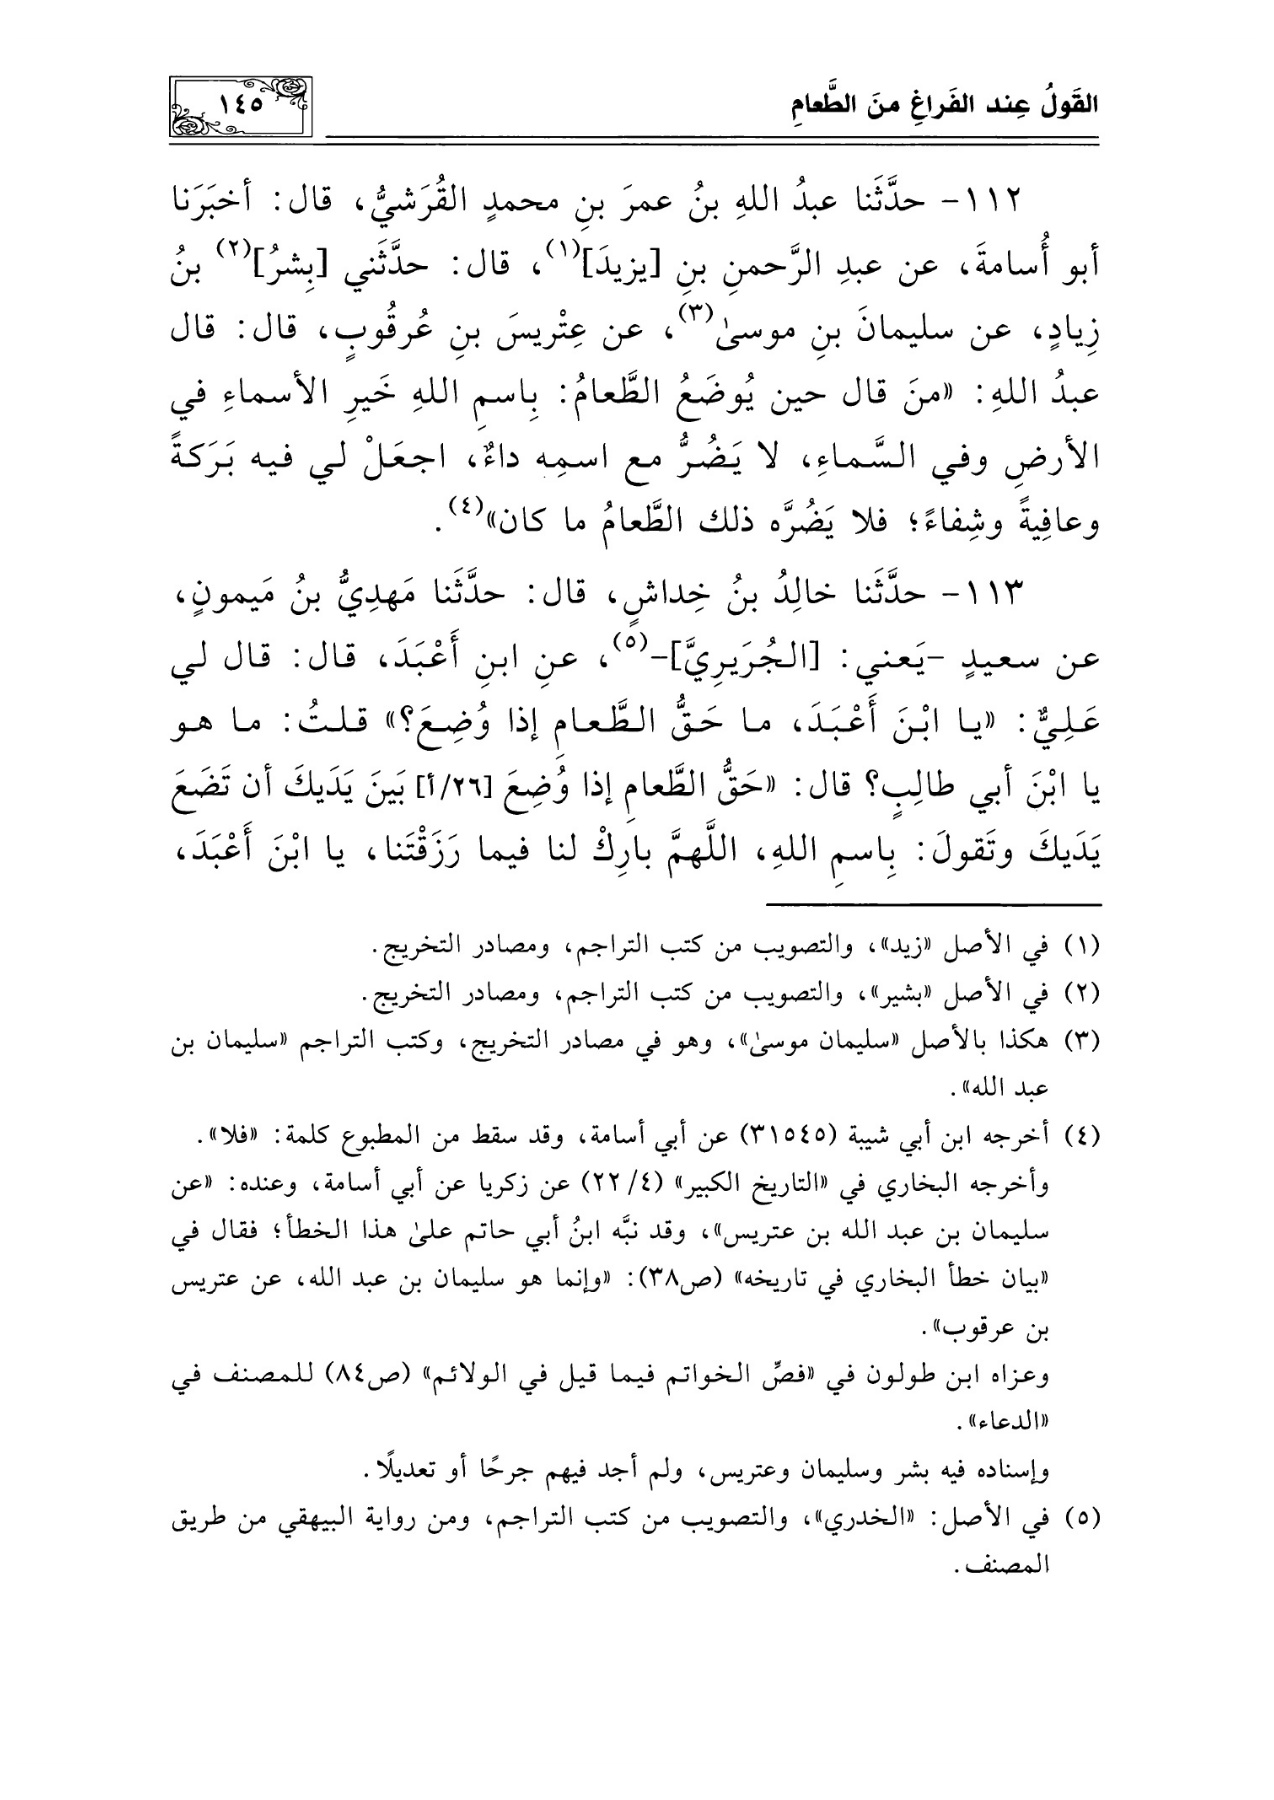 القَولُ عِند الفَراغِ منَ الطَّعامِ
١٤٥
١١٢- حدَّثَنا عبدُ اللهِ بنُ عمرَ بنِ محمدٍ القُرَشيُّ، قال: أخبَرَنا
أبو أُسامةَ، عن عبدِ الرَّحمنِ بنِ [يزيدَ](١)، قال: حدَّثَني [بِشرُ](٢) بنُ
زِيادٍ، عن سليمانَ بنِ موسىٰ(٣)، عن عِتْريسَ بنِ عُرقُوبٍ، قال: قال
عبدُ اللهِ: «منَ قال حين يُوضَعُ الطَّعامُ: بِاسمِ اللهِ خَيرِ الأسماءِ في
الأرضِ وفي السَّماءِ، لا يَضُرُّ مع اسمِه داءٌ، اجعَلْ لي فيه بَرَكةً
وعافِيةً وشِفاءً؛ فلا يَضُرَّه ذلك الطَّعامُ ما كان»(٤).
١١٣- حدَّثَنا خالِدُ بنُ خِداشٍ، قال: حدَّثَنا مَهدِيُّ بنُ مَيمونٍ،
عن سعيدٍ -يَعني: [الجُرَيرِيَّ]-(٥)، عنِ ابنِ أَعْبَدَ، قال: قال لي
عَلِيٌّ: «يا ابْنَ أَعْبَدَ، ما حَقُّ الطَّعامِ إذا وُضِعَ؟» قلتُ: ما هو
يا ابْنَ أبي طالِبٍ؟ قال: «حَقُّ الطَّعامِ إذا وُضِعَ [٢٦/أ] بَينَ يَدَيكَ أن تَضَعَ
يَدَيكَ وتَقولَ: بِاسمِ اللهِ، اللَّهمَّ بارِكْ لنا فيما رَزَقْتَنا، يا ابْنَ أَعْبَدَ،
(١) في الأصل «زيد»، والتصويب من كتب التراجم، ومصادر التخريج.
(٢) في الأصل «بشير»، والتصويب من كتب التراجم، ومصادر التخريج.
(٣) هكذا بالأصل «سليمان موسىٰ»، وهو في مصادر التخريج، وكتب التراجم «سليمان بن
عبد الله».
(٤) أخرجه ابن أبي شيبة (٣١٥٤٥) عن أبي أسامة، وقد سقط من المطبوع كلمة: «فلا».
وأخرجه البخاري في «التاريخ الكبير» (٤/ ٢٢) عن زكريا عن أبي أسامة، وعنده: «عن
سليمان بن عبد الله بن عتريس»، وقد نبَّه ابنُ أبي حاتم علىٰ هذا الخطأ؛ فقال في
«بيان خطأ البخاري في تاريخه» (ص٣٨): «وإنما هو سليمان بن عبد الله، عن عتريس
بن عرقوب».
وعزاه ابن طولون في «فصِّ الخواتم فيما قيل في الولائم» (ص٨٤) للمصنف في
«الدعاء».
وإسناده فيه بشر وسليمان وعتريس، ولم أجد فيهم جرحًا أو تعديلًا.
(٥) في الأصل: «الخدري»، والتصويب من كتب التراجم، ومن رواية البيهقي من طريق
المصنف.